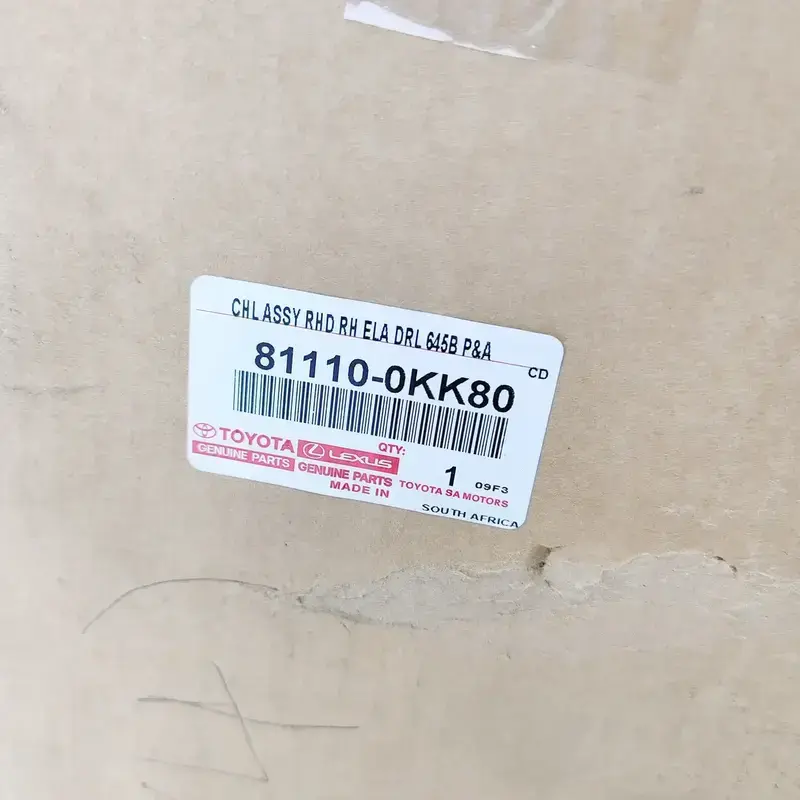 CHL ASSY RHD RH ELA DRL 645B P&A
CD
81110-0KK80
TOYOTA
GENUINE PARTS
LEXUS
GENUINE PARTS
MADE IN
QTY:
1
09F3
TOYOTA SA MOTORS
SOUTH AFRICA